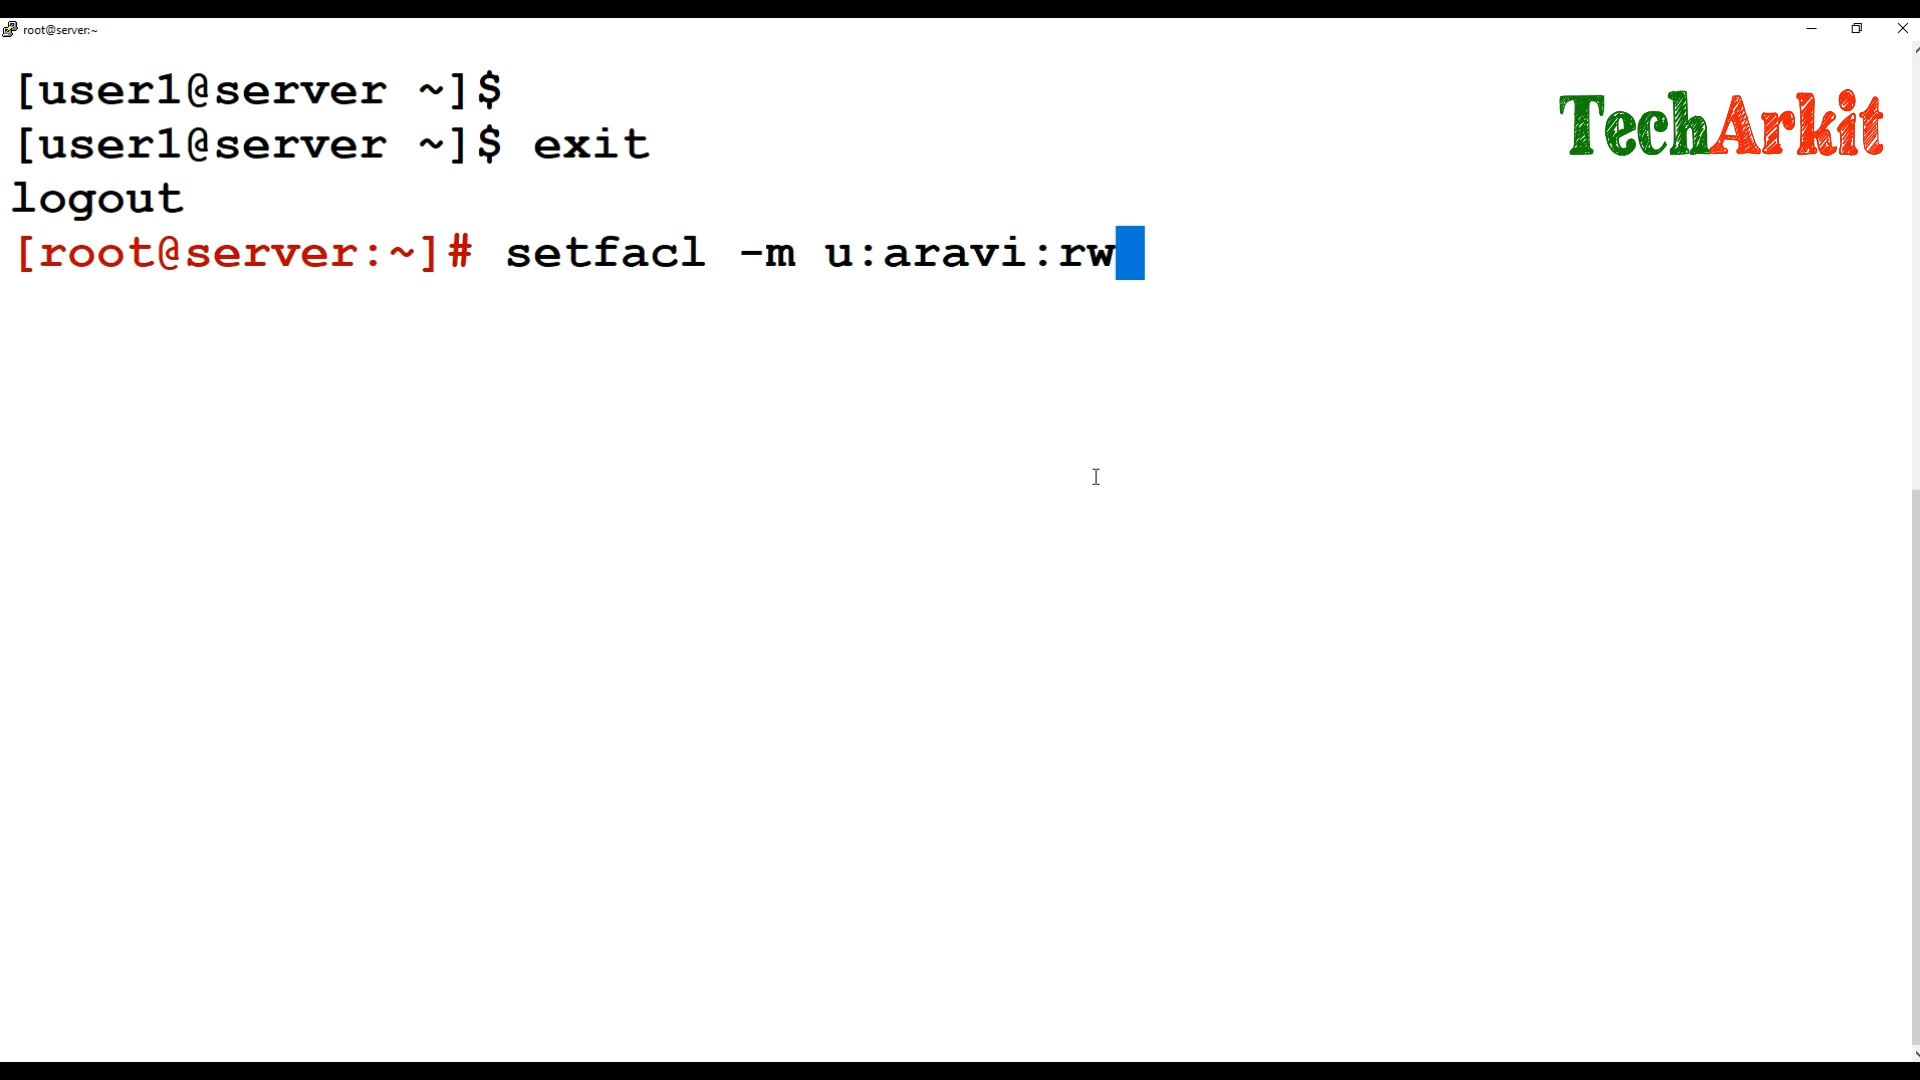 root@server:~
[user1@server ~]$
[user1@server ~]$ exit
logout
[root@server:~]# setfacl -m u:aravi:rw
TechArkit